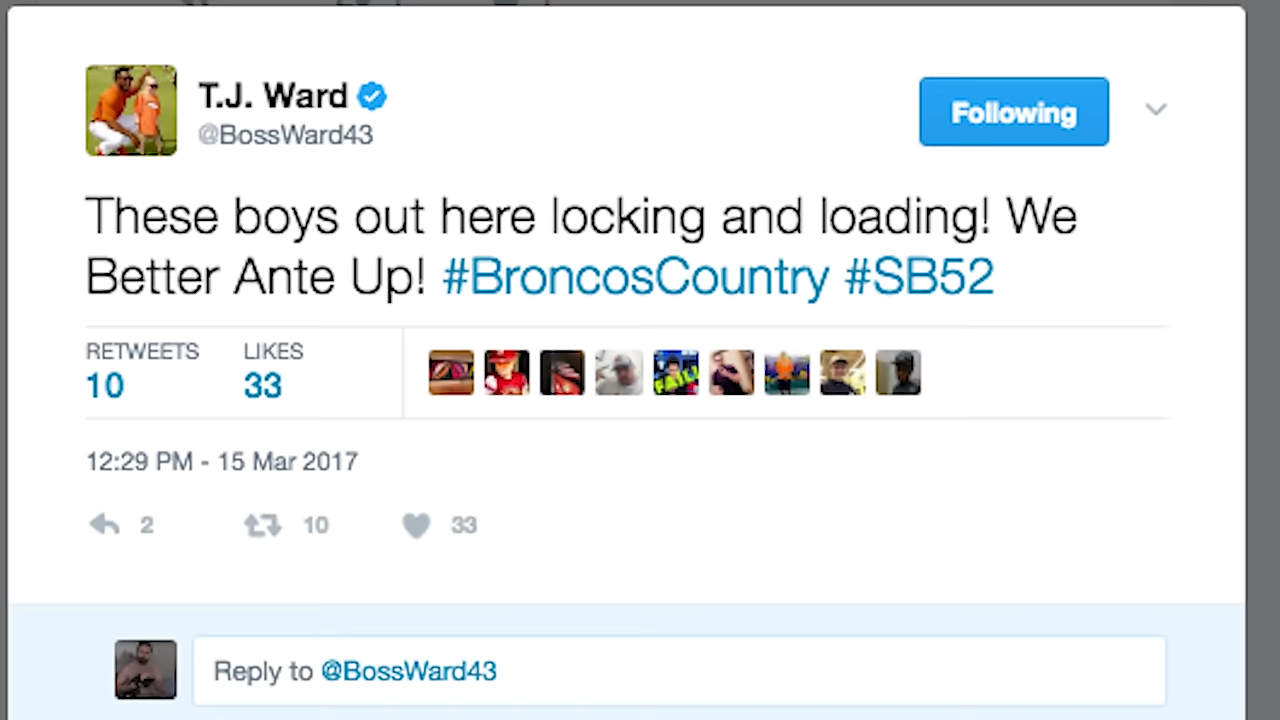 T.J. Ward
@BossWard43
Following
These boys out here locking and loading! We
Better Ante Up! #BroncosCountry #SB52
RETWEETS LIKES
10 33
FAIL!
12:29 PM - 15 Mar 2017
2 10 33
Reply to @BossWard43